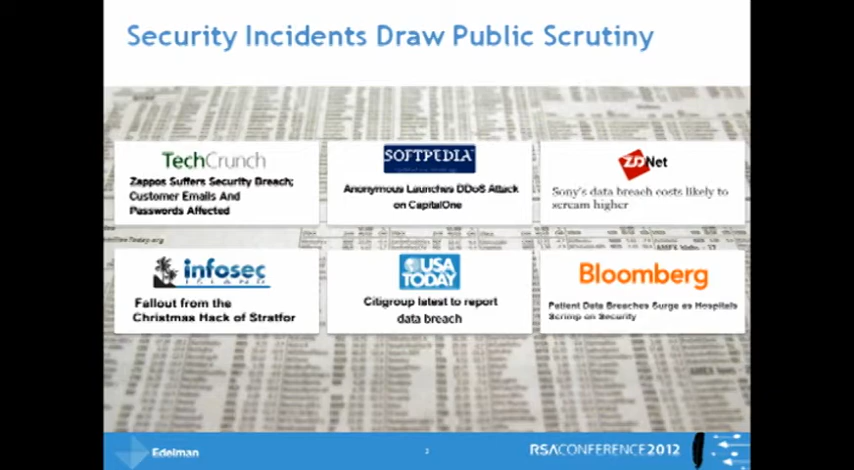 Security Incidents Draw Public Scrutiny
TechCrunch
Zappos Suffers Security Breach;
Customer Emails And
Passwords Affected
SOFTPEDIA
Anonymous Launches DDoS Attack
on CapitalOne
ZDNet
Sony's data breach costs likely to
scream higher
infosec
ISLAND
Fallout from the
Christmas Hack of Stratfor
USA
TODAY
Citigroup latest to report
data breach
Bloomberg
Patient Data Breaches Surge as Hospitals
Scrimp on Security
Edelman
2
RSACONFERENCE2012